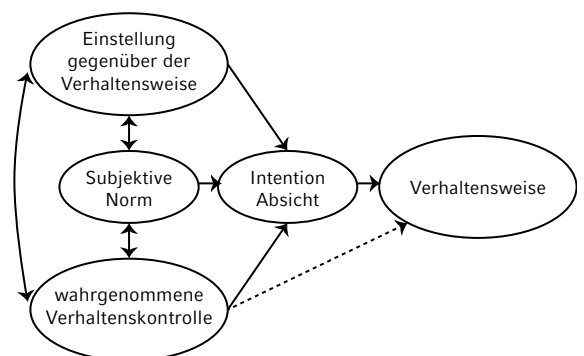 Einstellung
gegenüber der
Verhaltensweise
Subjektive
Norm
Intention
Absicht
Verhaltensweise
wahrgenommene
Verhaltenskontrolle